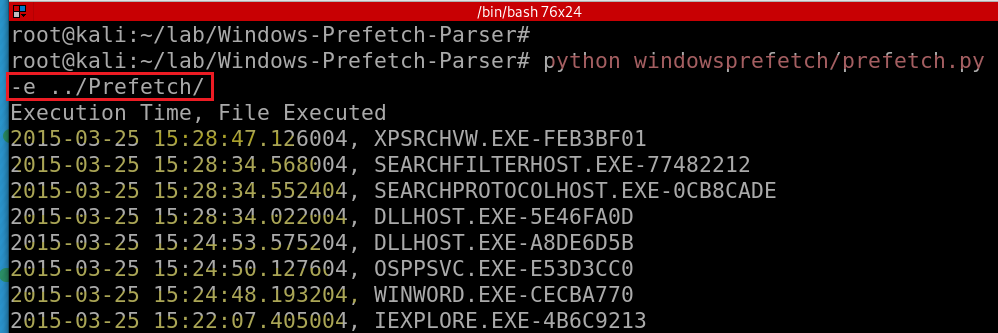 /bin/bash 76x24
root@kali:~/lab/Windows-Prefetch-Parser#
root@kali:~/lab/Windows-Prefetch-Parser# python windowsprefetch/prefetch.py
-e ../Prefetch/
Execution Time, File Executed
2015-03-25 15:28:47.126004, XPSRCHVW.EXE-FEB3BF01
2015-03-25 15:28:34.568004, SEARCHFILTERHOST.EXE-77482212
2015-03-25 15:28:34.552404, SEARCHPROTOCOLHOST.EXE-0CB8CADE
2015-03-25 15:28:34.022004, DLLHOST.EXE-5E46FA0D
2015-03-25 15:24:53.575204, DLLHOST.EXE-A8DE6D5B
2015-03-25 15:24:50.127604, OSPPSVC.EXE-E53D3CC0
2015-03-25 15:24:48.193204, WINWORD.EXE-CECBA770
2015-03-25 15:22:07.405004, IEXPLORE.EXE-4B6C9213